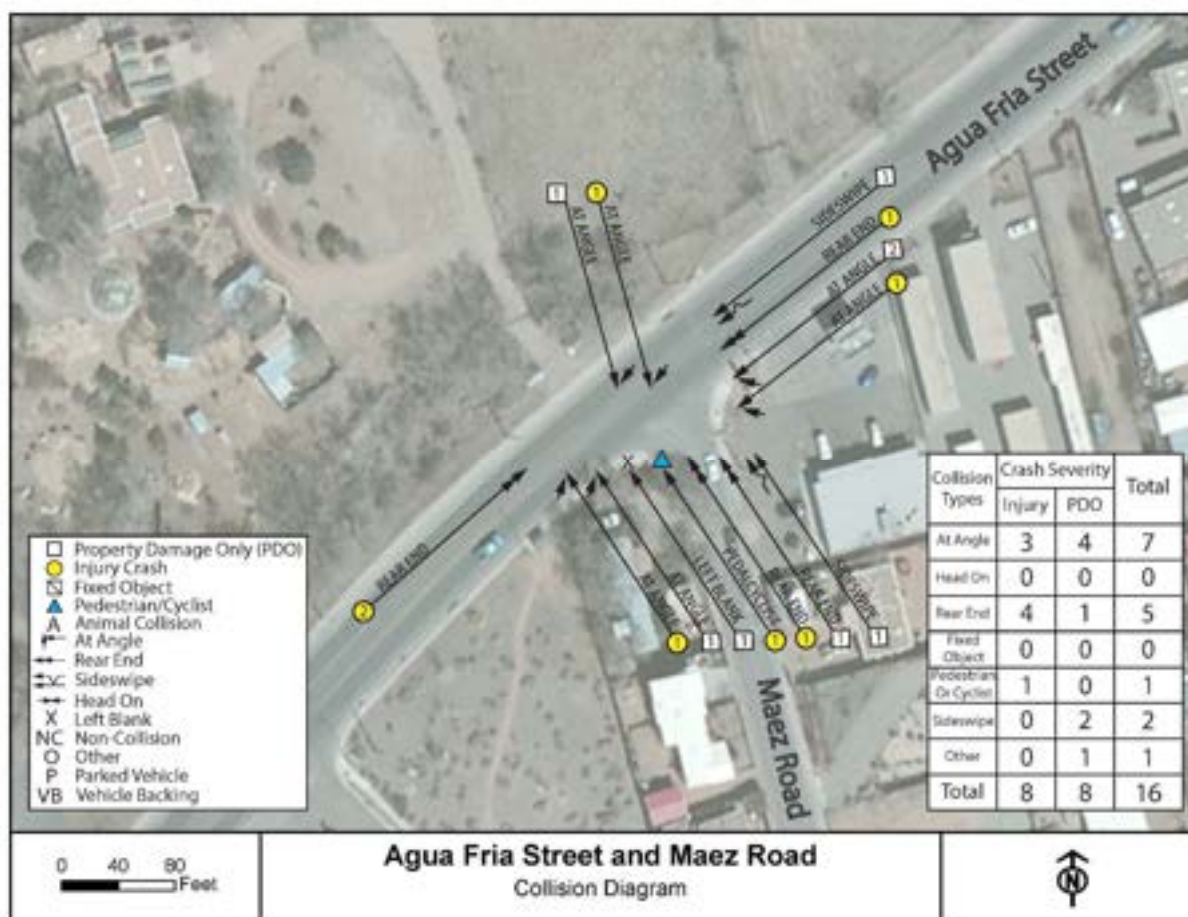 Agua Fria Street
1
1
AT ANGLE
AT ANGLE
SIDESWIPE
1
REAR END
1
AT ANGLE
2
AT ANGLE
1
REAR END
2
AT ANGLE
1
AT ANGLE
1
LEFT BLANK
1
PEDALCYCLE
1
REAR END
1
REAR END
1
SIDESWIPE
1
Maez Road
Property Damage Only (PDO)
Injury Crash
Fixed Object
Pedestrian/Cyclist
A Animal Collision
At Angle
Rear End
Sideswipe
Head On
X Left Blank
NC Non-Collision
O Other
P Parked Vehicle
VB Vehicle Backing
Collision Types Crash Severity Total
Injury PDO
At Angle 3 4 7
Head On 0 0 0
Rear End 4 1 5
Fixed Object 0 0 0
Pedestrian Or Cyclist 1 0 1
Sideswipe 0 2 2
Other 0 1 1
Total 8 8 16
0 40 80
Feet
Agua Fria Street and Maez Road
Collision Diagram
N